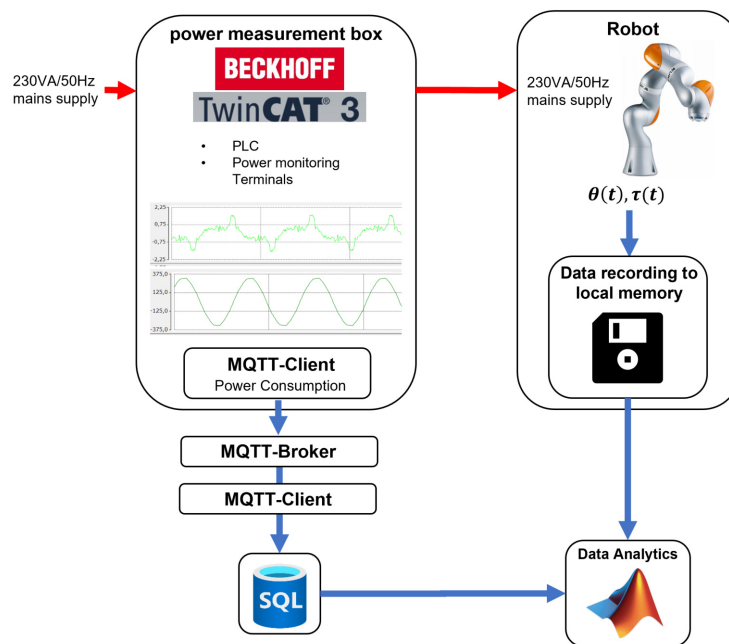 power measurement box
BECKHOFF
TwinCAT® 3
230VA/50Hz
mains supply
• PLC
• Power monitoring
Terminals
2,25
0,75
-0,75
-2,25
375,0
125,0
-125,0
-375,0
MQTT-Client
Power Consumption
MQTT-Broker
MQTT-Client
SQL
Robot
230VA/50Hz
mains supply
θ(t), τ(t)
Data recording to
local memory
Data Analytics